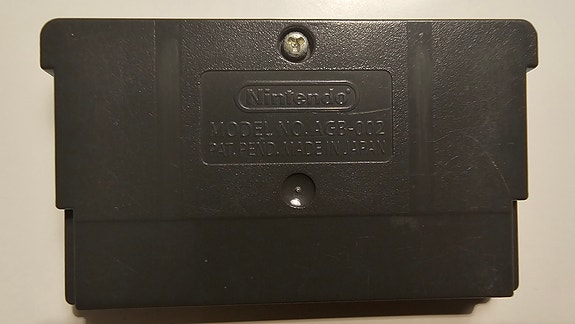 Nintendo
MODEL NO. AGB-002
PAT. PEND. MADE IN JAPAN